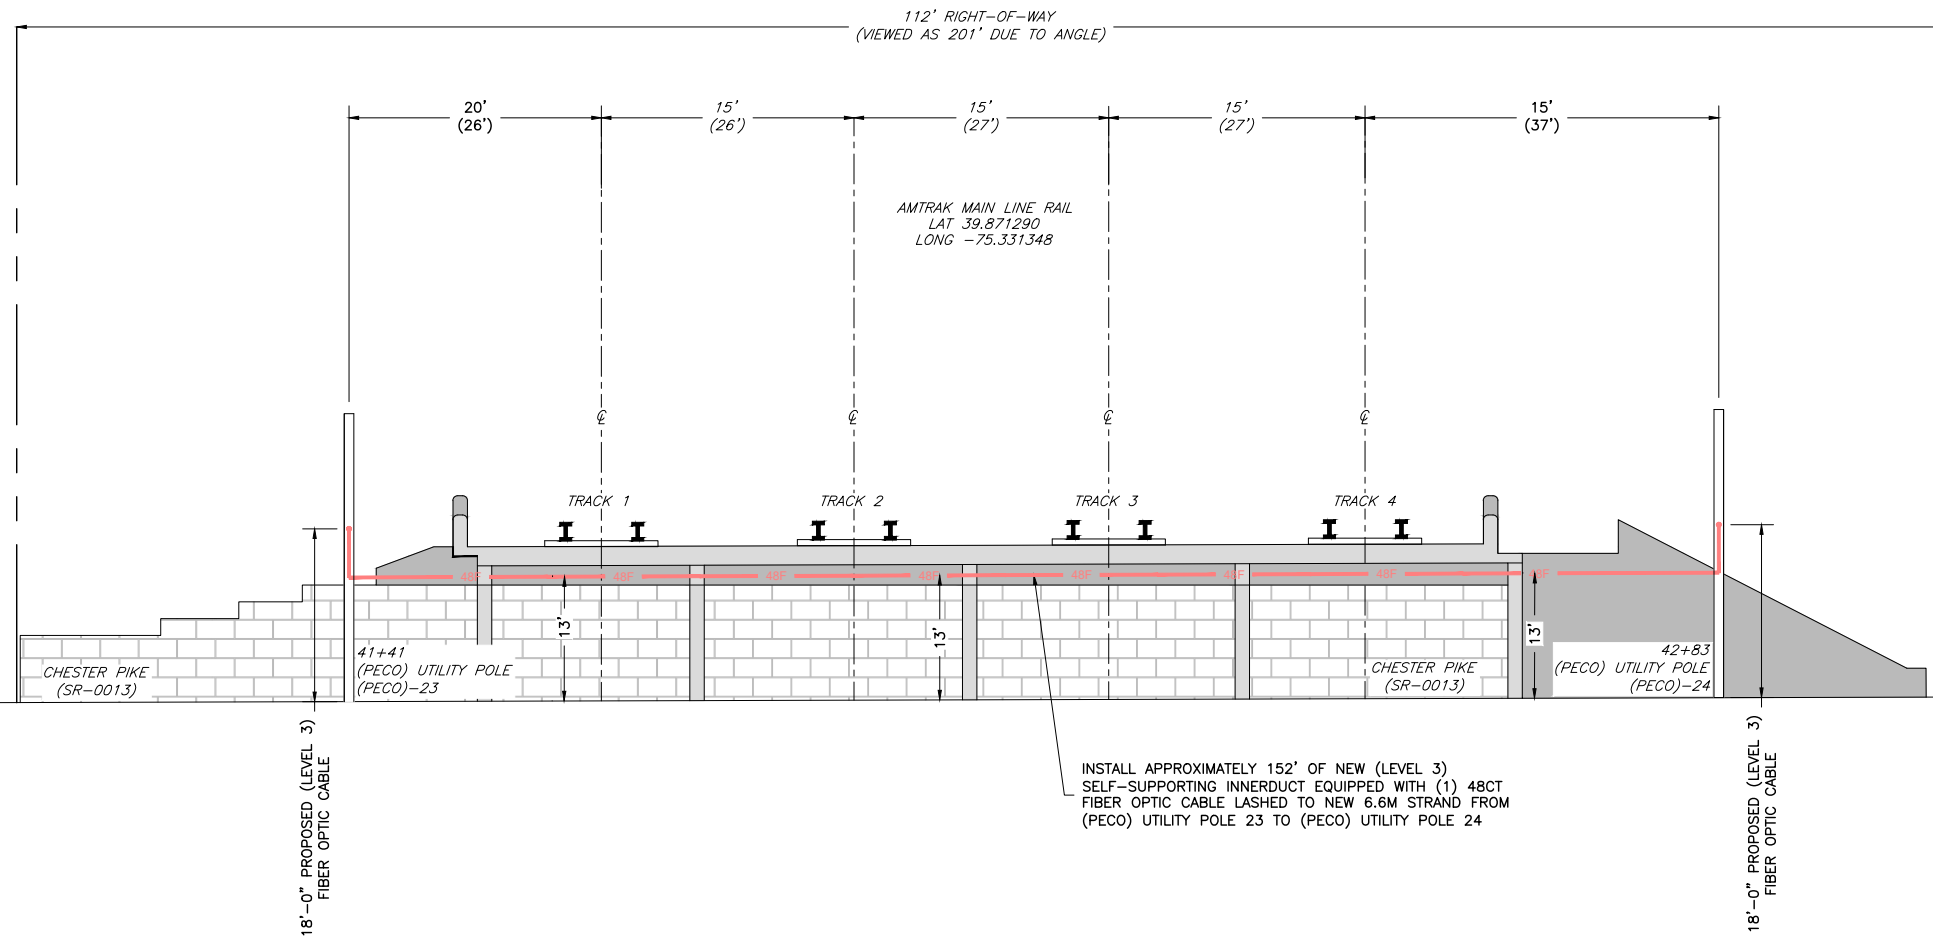 112' RIGHT-OF-WAY
(VIEWED AS 201' DUE TO ANGLE)
20'
(26')
15'
(26')
15'
(27')
15'
(27')
15'
(37')
AMTRAK MAIN LINE RAIL
LAT 39.871290
LONG -75.331348
℄
℄
℄
℄
TRACK 1
TRACK 2
TRACK 3
TRACK 4
48F
48F
48F
48F
48F
48F
48F
48F
13'
13'
13'
CHESTER PIKE
(SR-0013)
41+41
(PECO) UTILITY POLE
(PECO)-23
CHESTER PIKE
(SR-0013)
42+83
(PECO) UTILITY POLE
(PECO)-24
18'-0" PROPOSED (LEVEL 3)
FIBER OPTIC CABLE
INSTALL APPROXIMATELY 152' OF NEW (LEVEL 3)
SELF-SUPPORTING INNERDUCT EQUIPPED WITH (1) 48CT
FIBER OPTIC CABLE LASHED TO NEW 6.6M STRAND FROM
(PECO) UTILITY POLE 23 TO (PECO) UTILITY POLE 24
18'-0" PROPOSED (LEVEL 3)
FIBER OPTIC CABLE